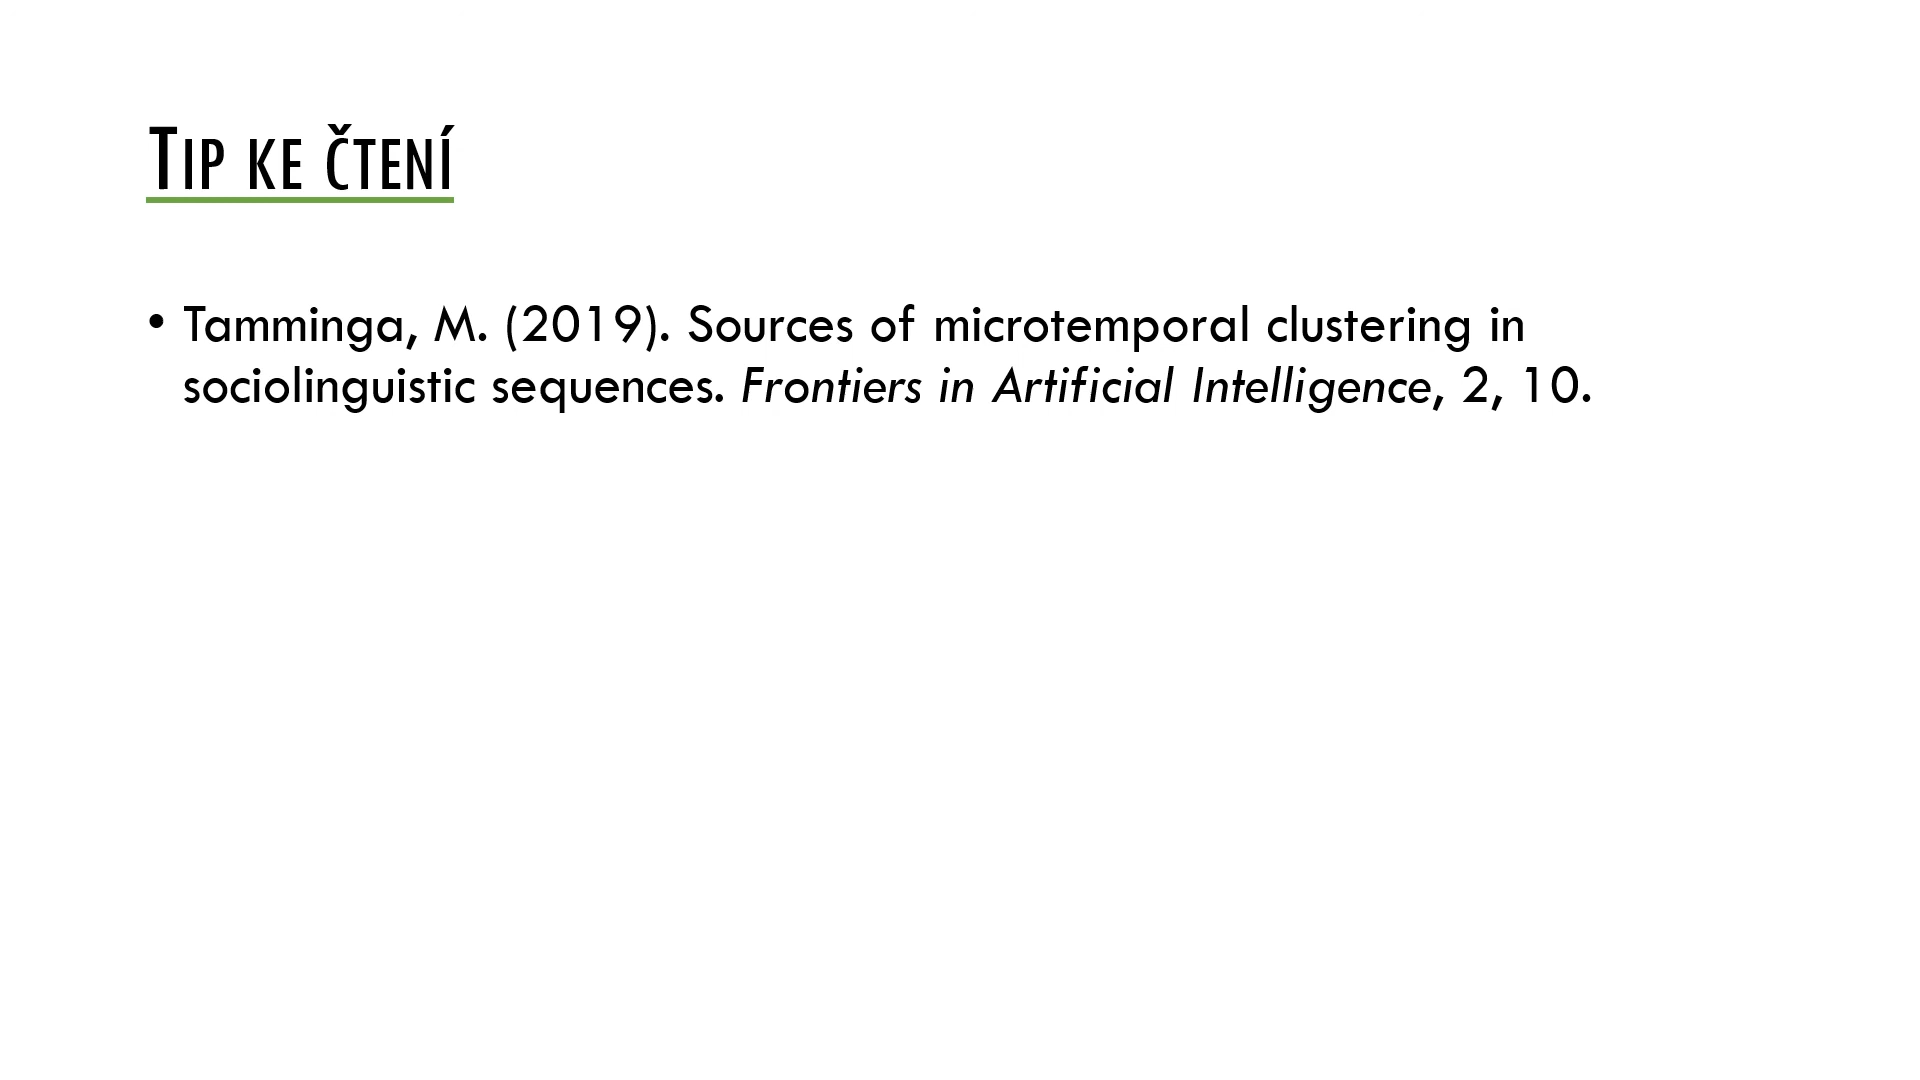 Tip ke čtení
• Tamminga, M. (2019). Sources of microtemporal clustering in
sociolinguistic sequences. Frontiers in Artificial Intelligence, 2, 10.